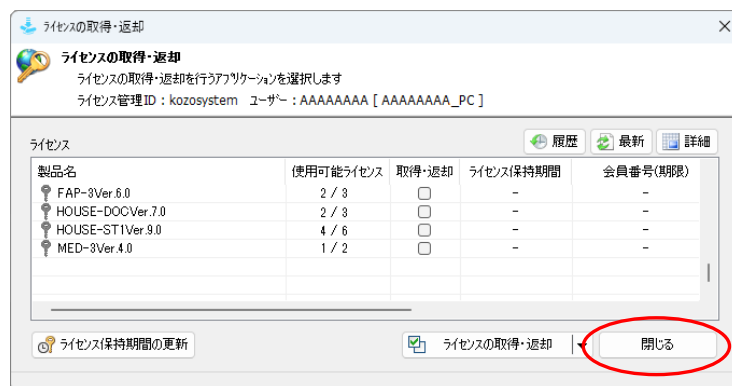 ライセンスの取得・返却
ライセンスの取得・返却
ライセンスの取得・返却を行うアプリケーションを選択します
ライセンス管理ID：kozosystem ユーザー：AAAAAAAA [ AAAAAAAA_PC ]
ライセンス 履歴 最新 詳細
製品名 使用可能ライセンス 取得・返却 ライセンス保持期間 会員番号(期限)
FAP-3Ver.6.0 2 / 3 - -
HOUSE-DOCVer.7.0 2 / 3 - -
HOUSE-ST1Ver.9.0 4 / 6 - -
MED-3Ver.4.0 1 / 2 - -
ライセンス保持期間の更新 ライセンスの取得・返却 閉じる